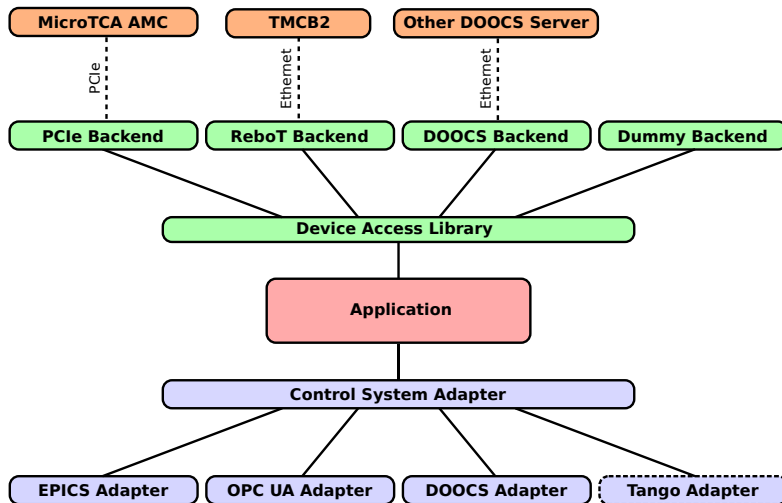 MicroTCA AMC
TMCB2
Other DOOCS Server
PCIe
Ethernet
Ethernet
PCIe Backend
ReboT Backend
DOOCS Backend
Dummy Backend
Device Access Library
Application
Control System Adapter
EPICS Adapter
OPC UA Adapter
DOOCS Adapter
Tango Adapter